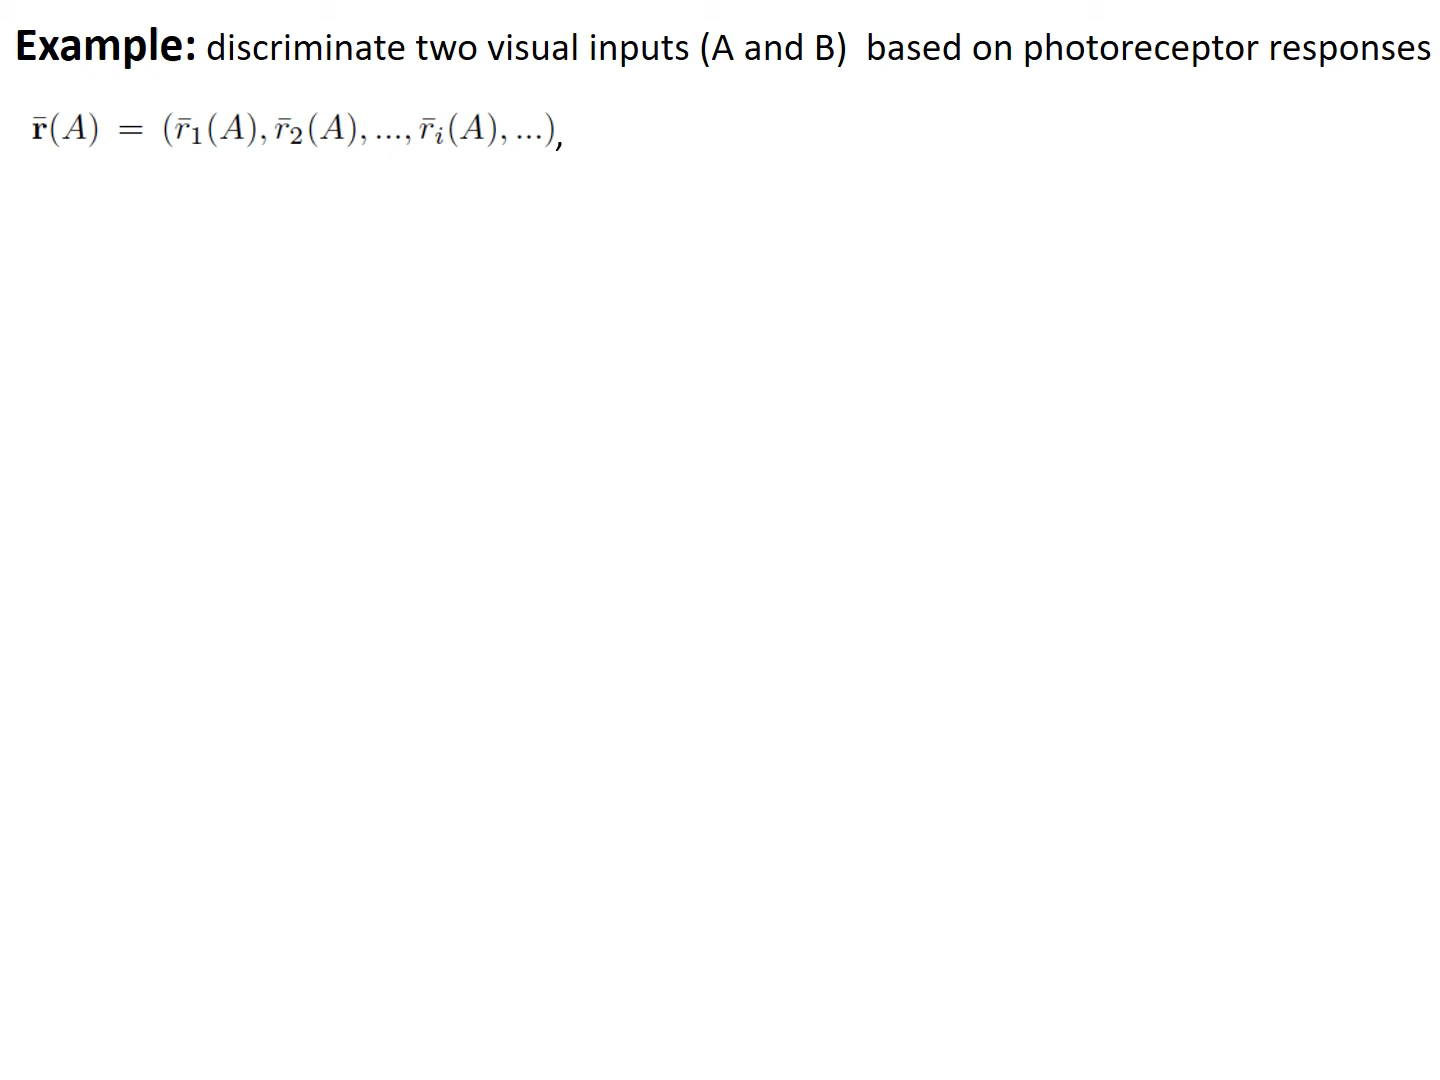 Example: discriminate two visual inputs (A and B) based on photoreceptor responses
r̄(A) = (r̄₁(A), r̄₂(A), ..., r̄ᵢ(A), ...),